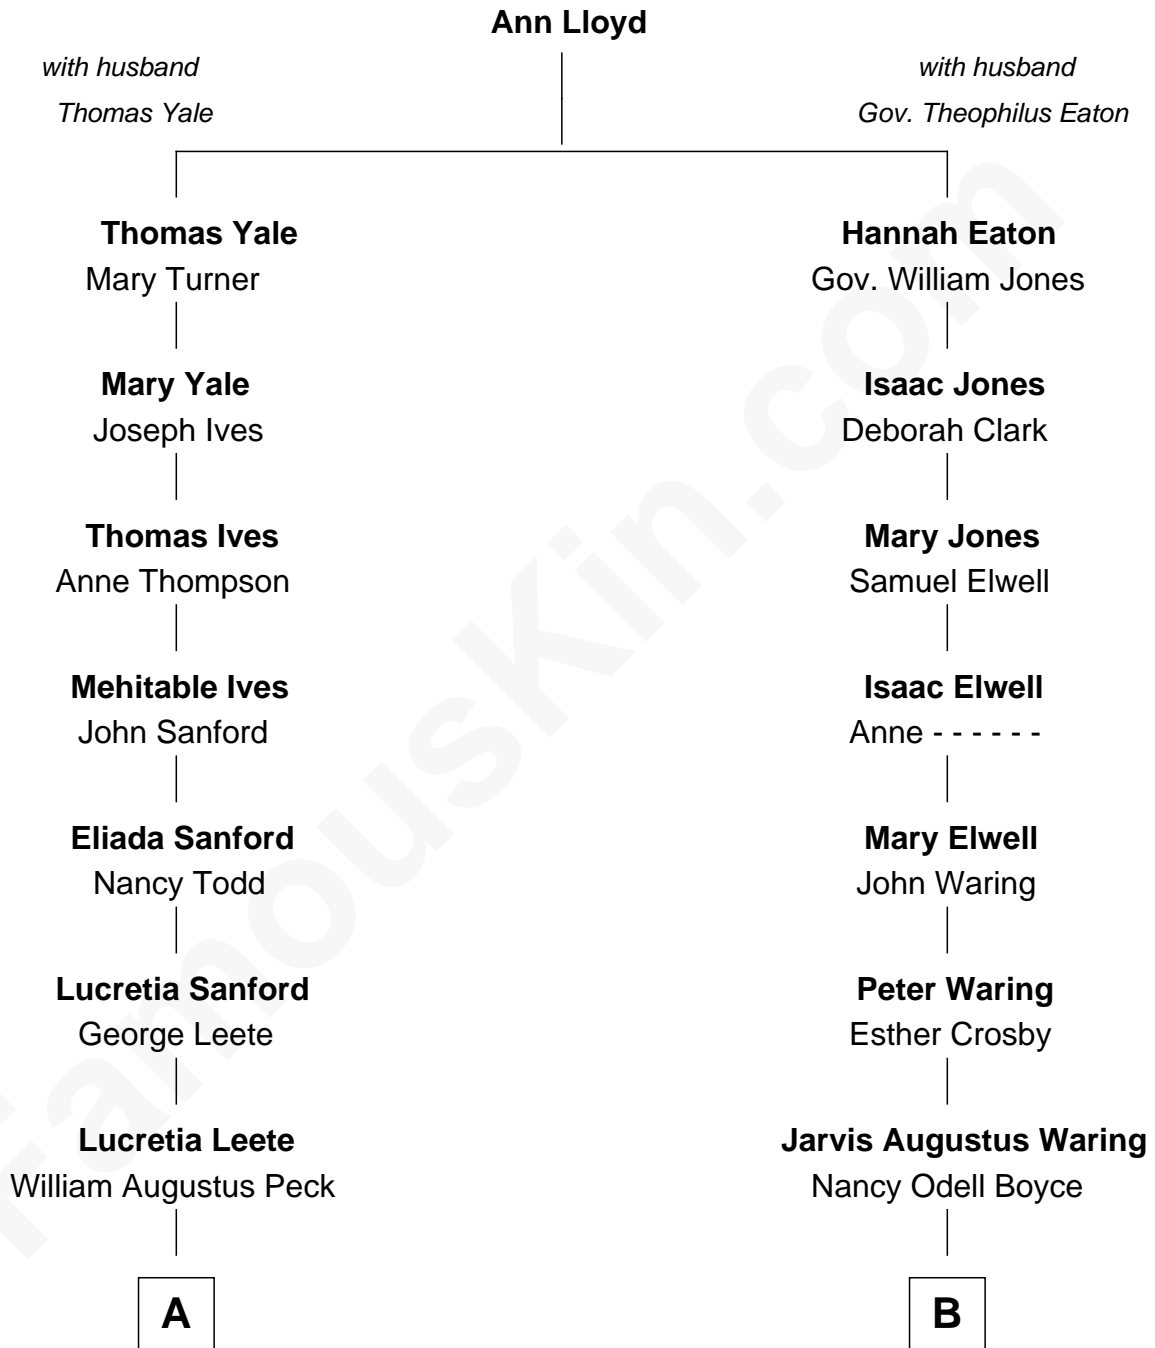 Ann Lloyd
with husband
Thomas Yale
with husband
Gov. Theophilus Eaton
Thomas Yale
Mary Turner
Mary Yale
Joseph Ives
Thomas Ives
Anne Thompson
Mehitable Ives
John Sanford
Eliada Sanford
Nancy Todd
Lucretia Sanford
George Leete
Lucretia Leete
William Augustus Peck
A
Hannah Eaton
Gov. William Jones
Isaac Jones
Deborah Clark
Mary Jones
Samuel Elwell
Isaac Elwell
Anne - - - - - -
Mary Elwell
John Waring
Peter Waring
Esther Crosby
Jarvis Augustus Waring
Nancy Odell Boyce
B
FamousKin.com